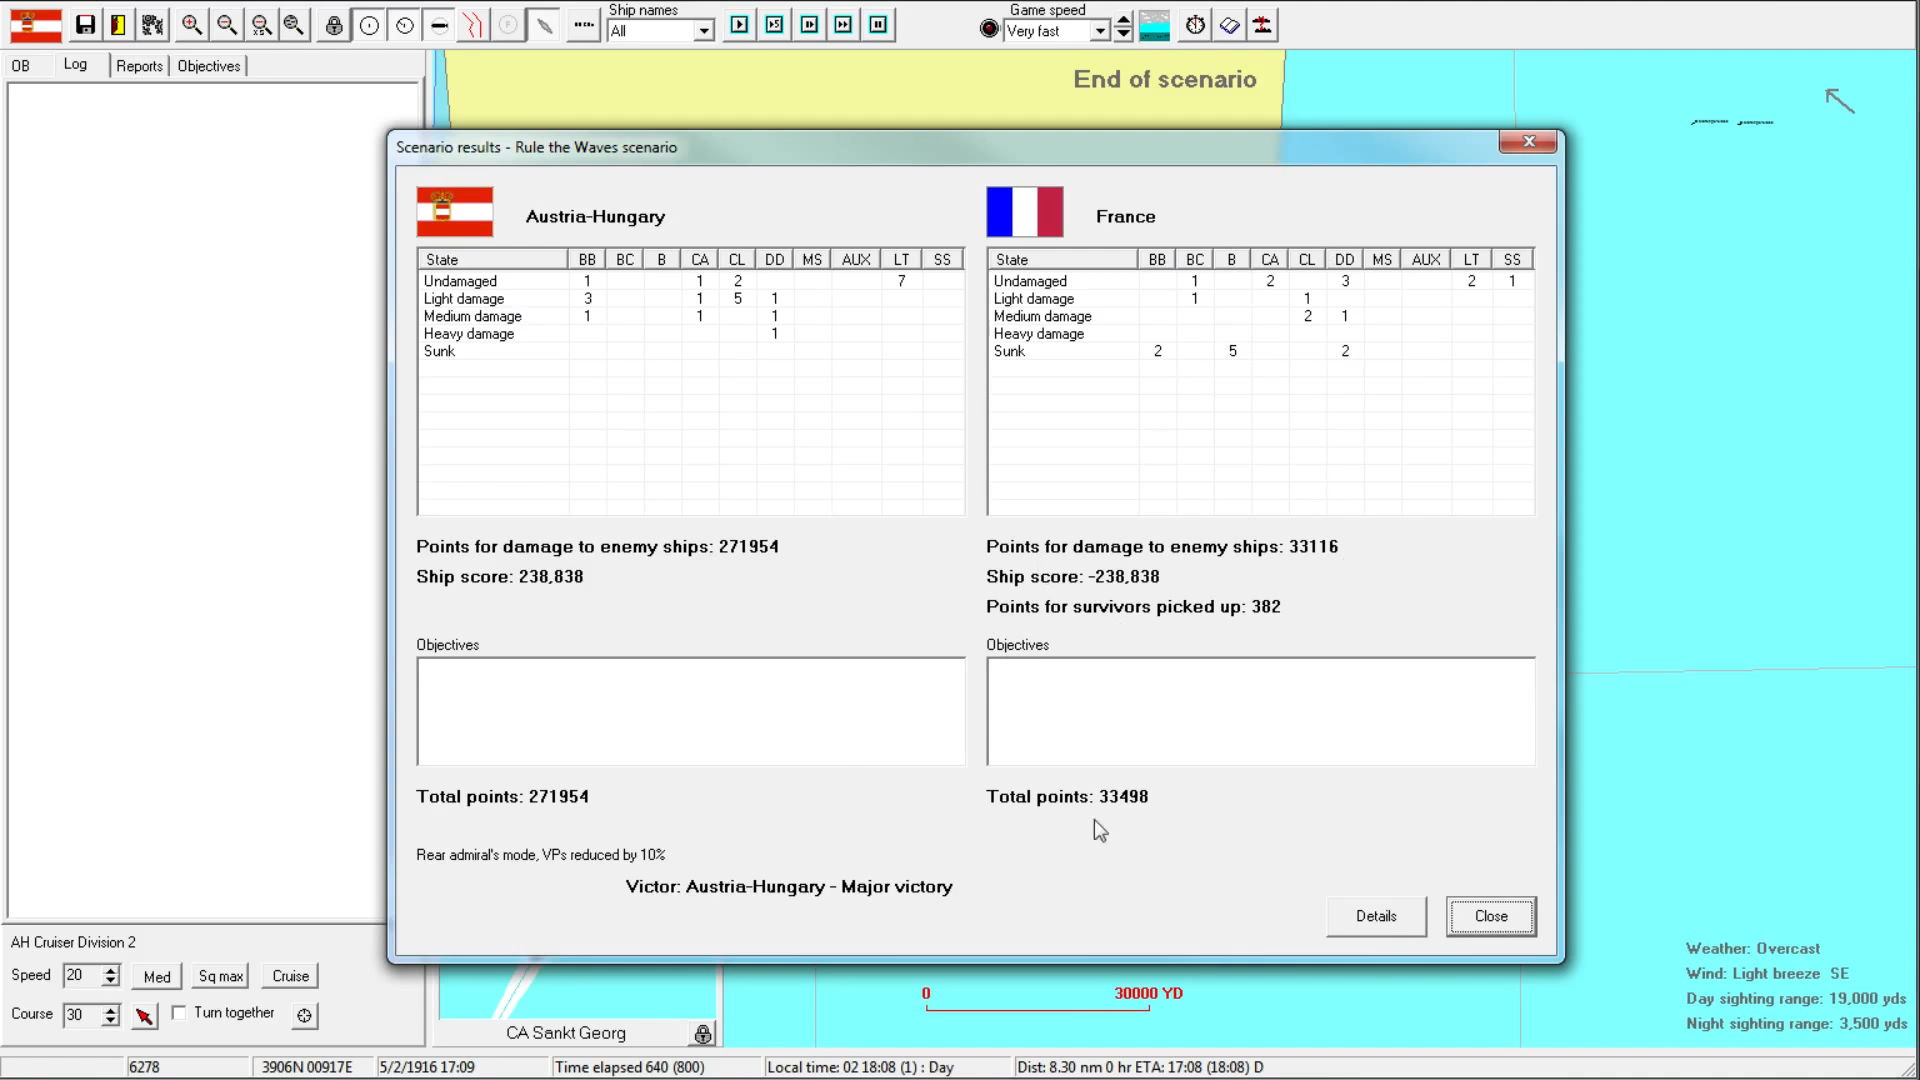 Ship names
All
Game speed
Very fast
OB Log Reports Objectives
End of scenario
Scenario results - Rule the Waves scenario
Austria-Hungary
State BB BC B CA CL DD MS AUX LT SS
Undamaged 1 1 2 7
Light damage 3 1 5 1
Medium damage 1 1 1
Heavy damage 1
Sunk
Points for damage to enemy ships: 271954
Ship score: 238,838
Objectives
Total points: 271954
France
State BB BC B CA CL DD MS AUX LT SS
Undamaged 1 2 3 2 1
Light damage 1 1
Medium damage 2 1
Heavy damage
Sunk 2 5 2
Points for damage to enemy ships: 33116
Ship score: -238,838
Points for survivors picked up: 382
Objectives
Total points: 33498
Rear admiral's mode, VPs reduced by 10%
Victor: Austria-Hungary - Major victory
Details Close
AH Cruiser Division 2
Speed 20 Med Sq max Cruise
Course 30 Turn together
CA Sankt Georg
0 30000 YD
Weather: Overcast
Wind: Light breeze SE
Day sighting range: 19,000 yds
Night sighting range: 3,500 yds
6278 3906N 00917E 5/2/1916 17:09 Time elapsed 640 (800) Local time: 02 18:08 (1) : Day Dist: 8.30 nm 0 hr ETA: 17:08 (18:08) D